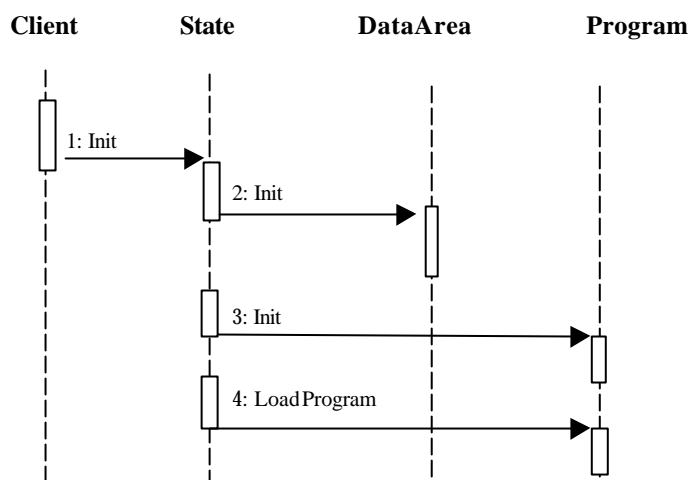 Client State DataArea Program
1: Init
2: Init
3: Init
4: LoadProgram